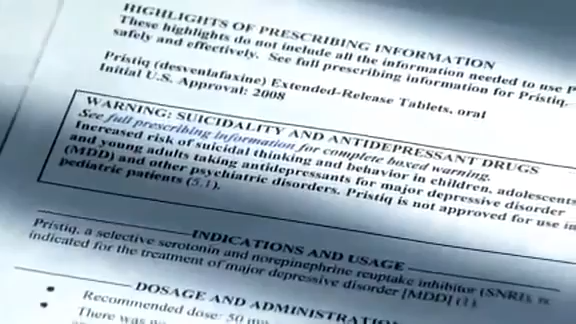 HIGHLIGHTS OF PRESCRIBING INFORMATION
These highlights do not include all the information needed to use
safely and effectively. See full prescribing information for Pristiq.
Pristiq (desvenlafaxine) Extended-Release Tablets, oral
Initial U.S. Approval: 2008
WARNING: SUICIDALITY AND ANTIDEPRESSANT DRUGS
See full prescribing information for complete boxed warning.
Increased risk of suicidal thinking and behavior in children, adolescents
and young adults taking antidepressants for major depressive disorder
(MDD) and other psychiatric disorders. Pristiq is not approved for use in
pediatric patients (5.1).
INDICATIONS AND USAGE
Pristiq, a selective serotonin and norepinephrine reuptake inhibitor (SNRI), is
indicated for the treatment of major depressive disorder [MDD] (1).
DOSAGE AND ADMINISTRATION
• Recommended dose: 50
• There was